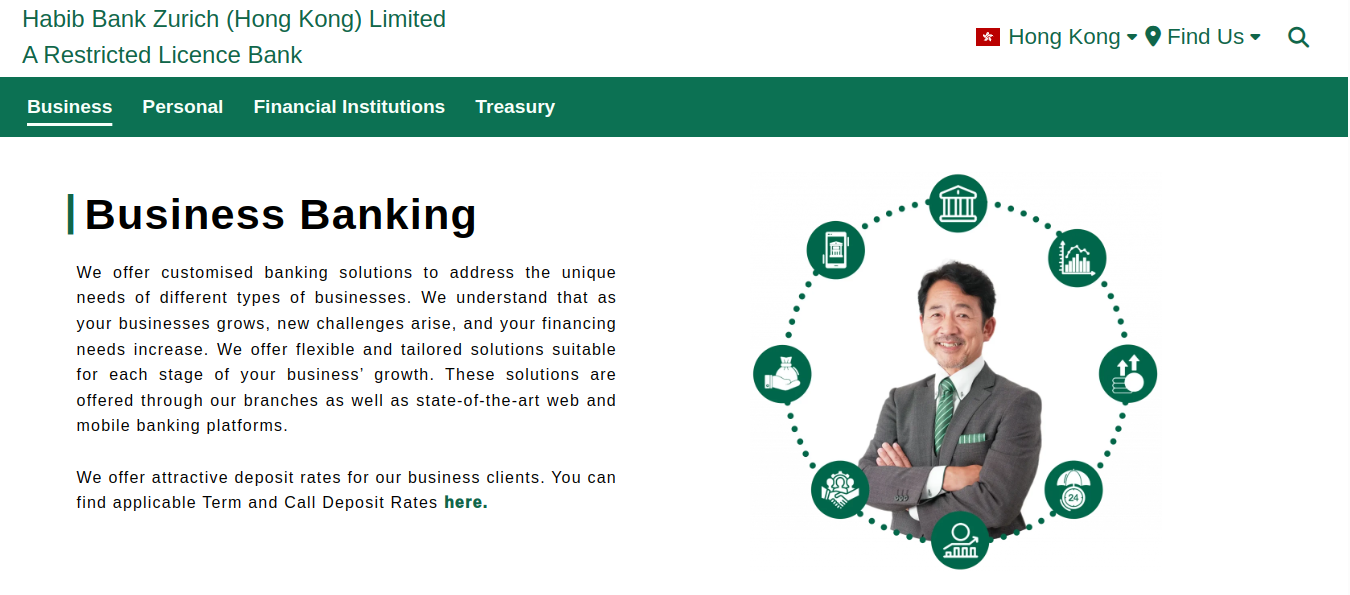 Habib Bank Zurich (Hong Kong) Limited
A Restricted Licence Bank
Hong Kong
Find Us
Business
Personal
Financial Institutions
Treasury
Business Banking
We offer customised banking solutions to address the unique
needs of different types of businesses. We understand that as
your businesses grows, new challenges arise, and your financing
needs increase. We offer flexible and tailored solutions suitable
for each stage of your business’ growth. These solutions are
offered through our branches as well as state-of-the-art web and
mobile banking platforms.
We offer attractive deposit rates for our business clients. You can
find applicable Term and Call Deposit Rates here.
24